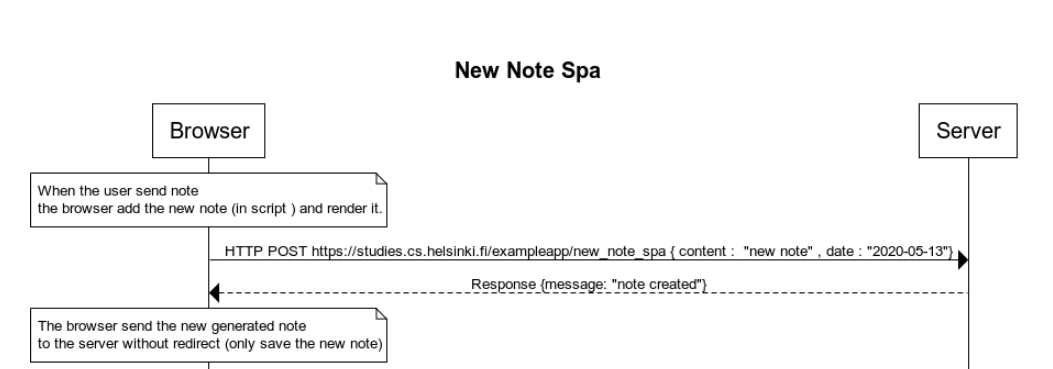 New Note Spa
Browser
Server
When the user send note
the browser add the new note (in script ) and render it.
HTTP POST https://studies.cs.helsinki.fi/exampleapp/new_note_spa { content :  "new note" , date : "2020-05-13"}
Response {message: "note created"}
The browser send the new generated note
to the server without redirect (only save the new note)